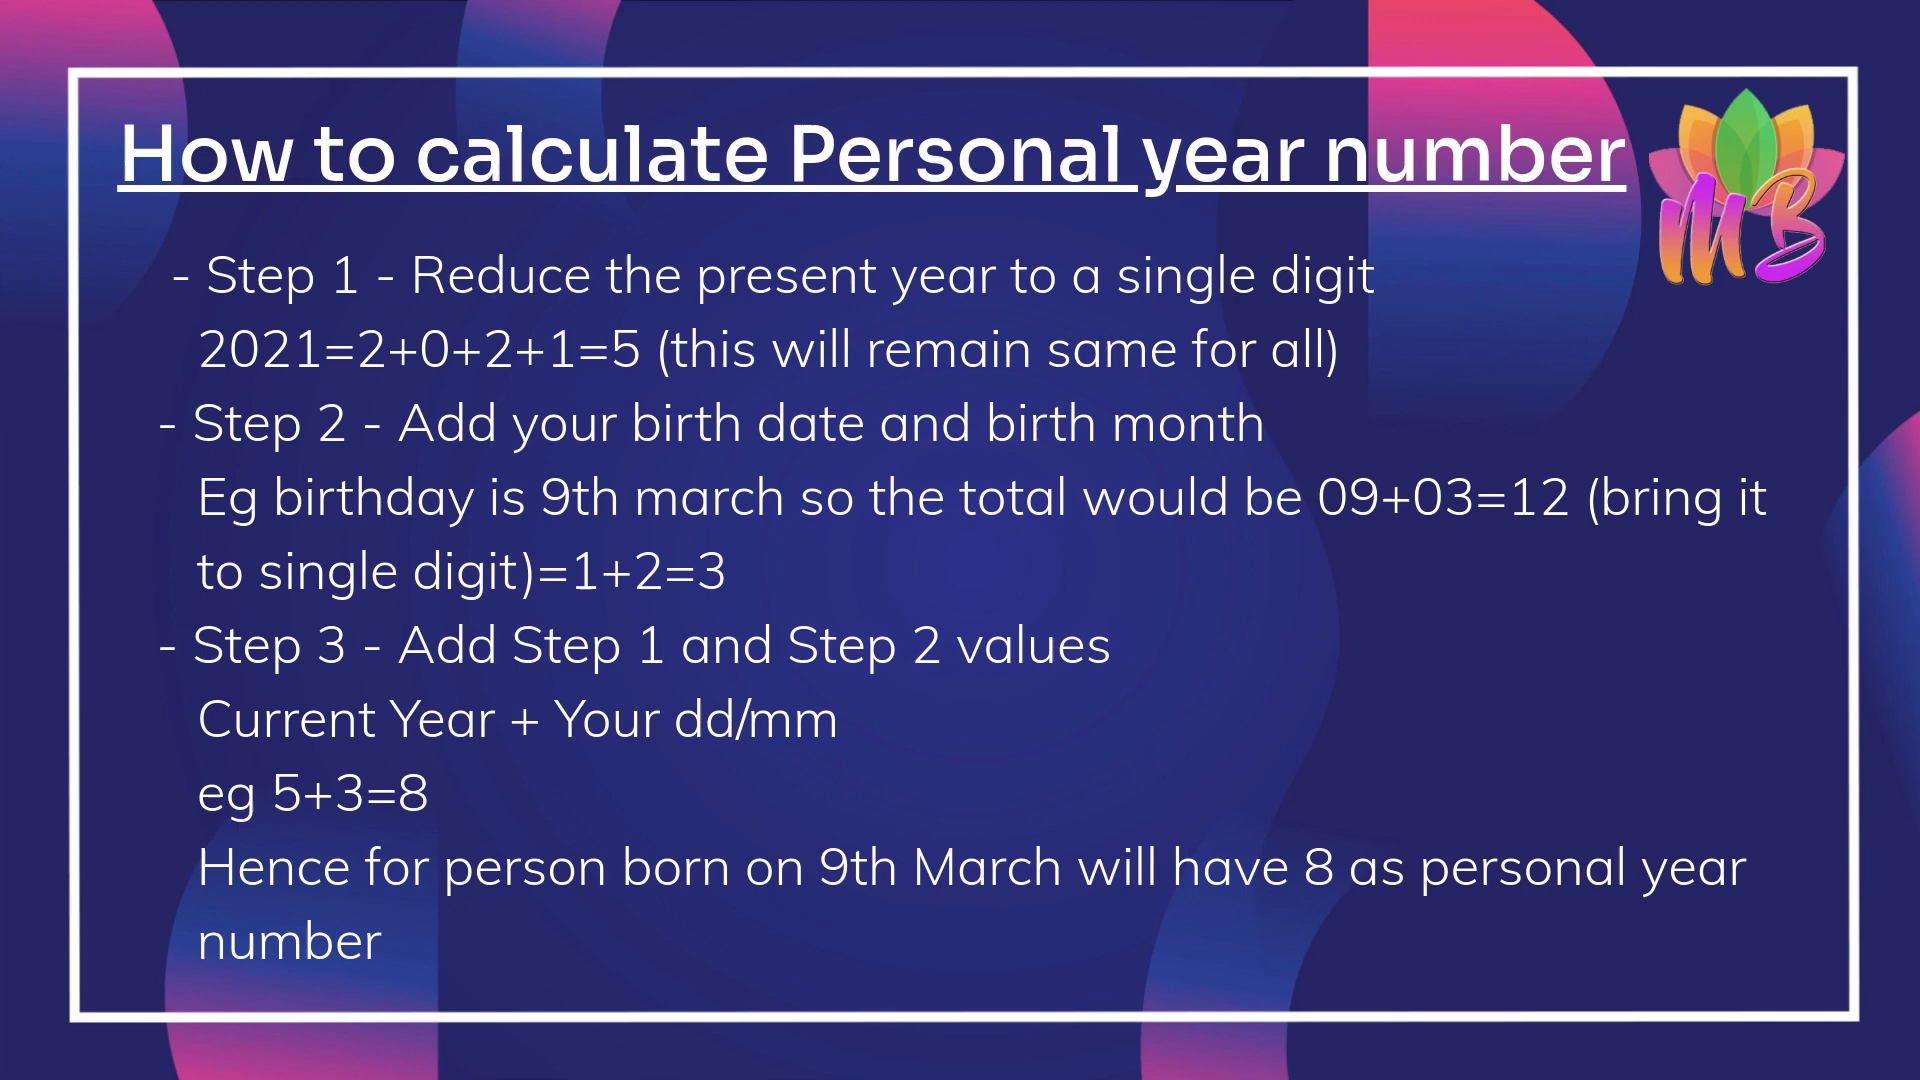 How to calculate Personal year number
MB
- Step 1 - Reduce the present year to a single digit
2021=2+0+2+1=5 (this will remain same for all)
- Step 2 - Add your birth date and birth month
Eg birthday is 9th march so the total would be 09+03=12 (bring it
to single digit)=1+2=3
- Step 3 - Add Step 1 and Step 2 values
Current Year + Your dd/mm
eg 5+3=8
Hence for person born on 9th March will have 8 as personal year
number